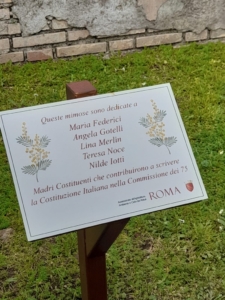 Queste mimose sono dedicate a
Maria Federici
Angela Gotelli
Lina Merlin
Teresa Noce
Nilde Iotti
Madri Costituenti che contribuirono a scrivere
la Costituzione Italiana nella Commissione dei 75
ROMA